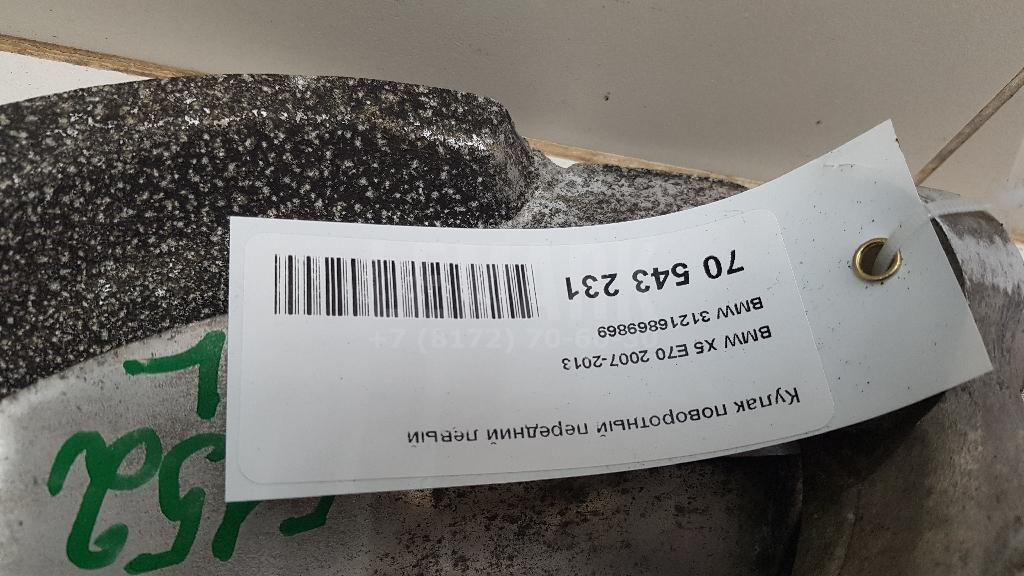 Кулак поворотный передний левый
BMW X5 E70 2007-2013
BMW 31216869869
70 543 231